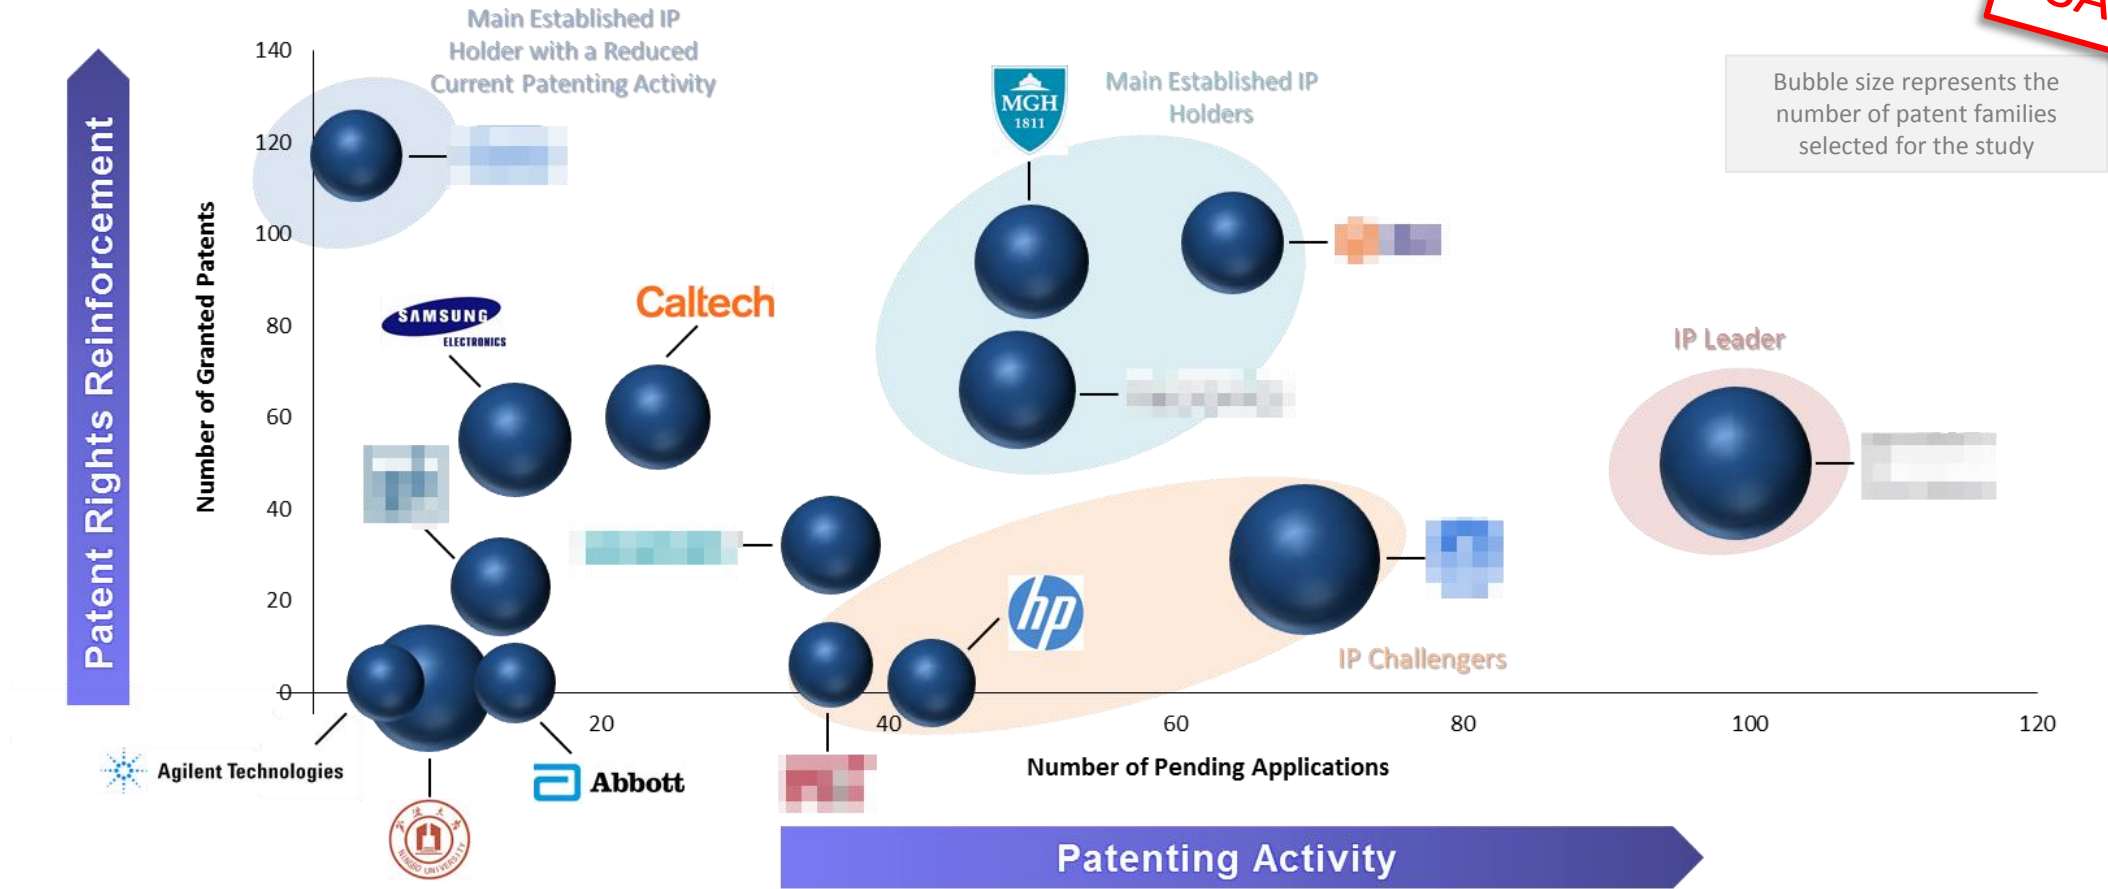 Main Established IP
Holder with a Reduced
Current Patenting Activity
Main Established IP
Holders
MGH
1811
Bubble size represents the
number of patent families
selected for the study
Patent Rights Reinforcement
Number of Granted Patents
140
120
100
80
60
40
20
0
SAMSUNG
ELECTRONICS
Caltech
IP Leader
hp
IP Challengers
20
40
60
80
100
120
Number of Pending Applications
Agilent Technologies
Abbott
NINGBO UNIVERSITY
Patenting Activity